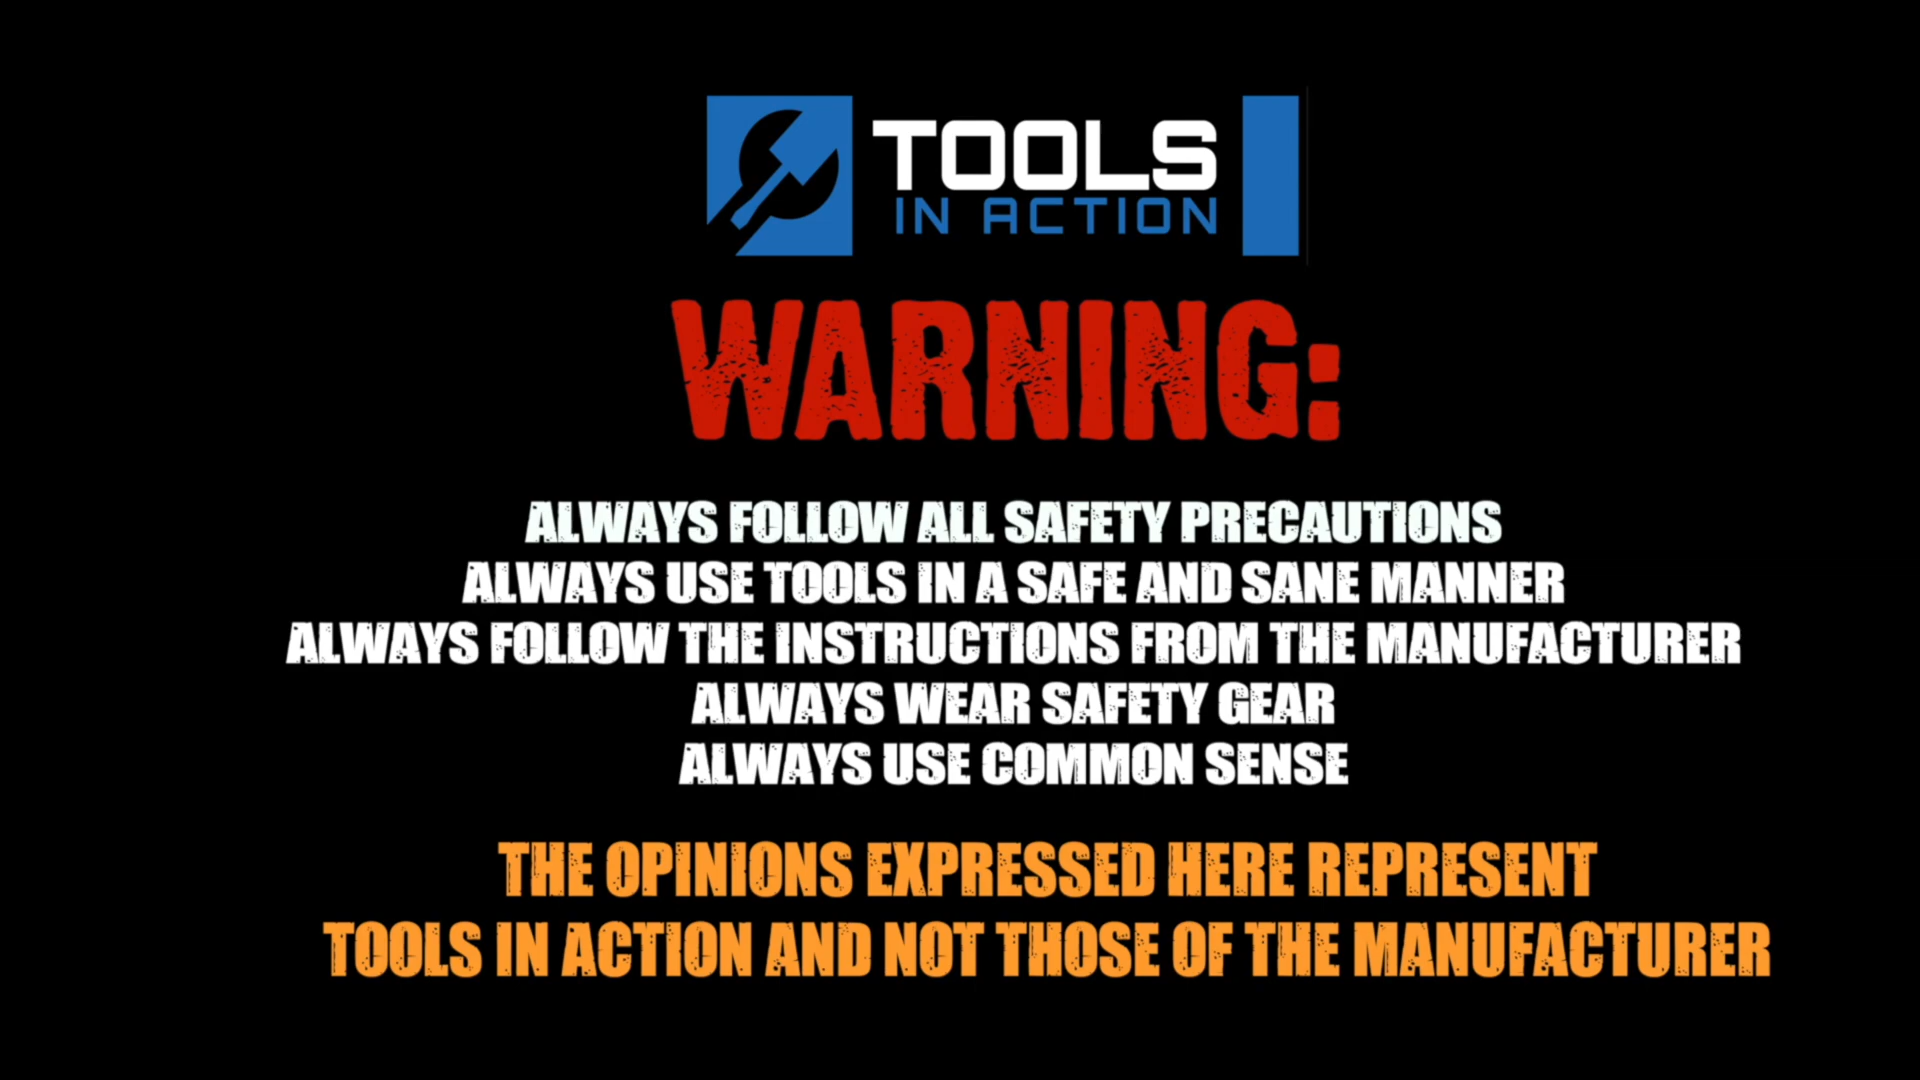 TOOLS
IN ACTION
WARNING:
ALWAYS FOLLOW ALL SAFETY PRECAUTIONS
ALWAYS USE TOOLS IN A SAFE AND SANE MANNER
ALWAYS FOLLOW THE INSTRUCTIONS FROM THE MANUFACTURER
ALWAYS WEAR SAFETY GEAR
ALWAYS USE COMMON SENSE
THE OPINIONS EXPRESSED HERE REPRESENT
TOOLS IN ACTION AND NOT THOSE OF THE MANUFACTURER